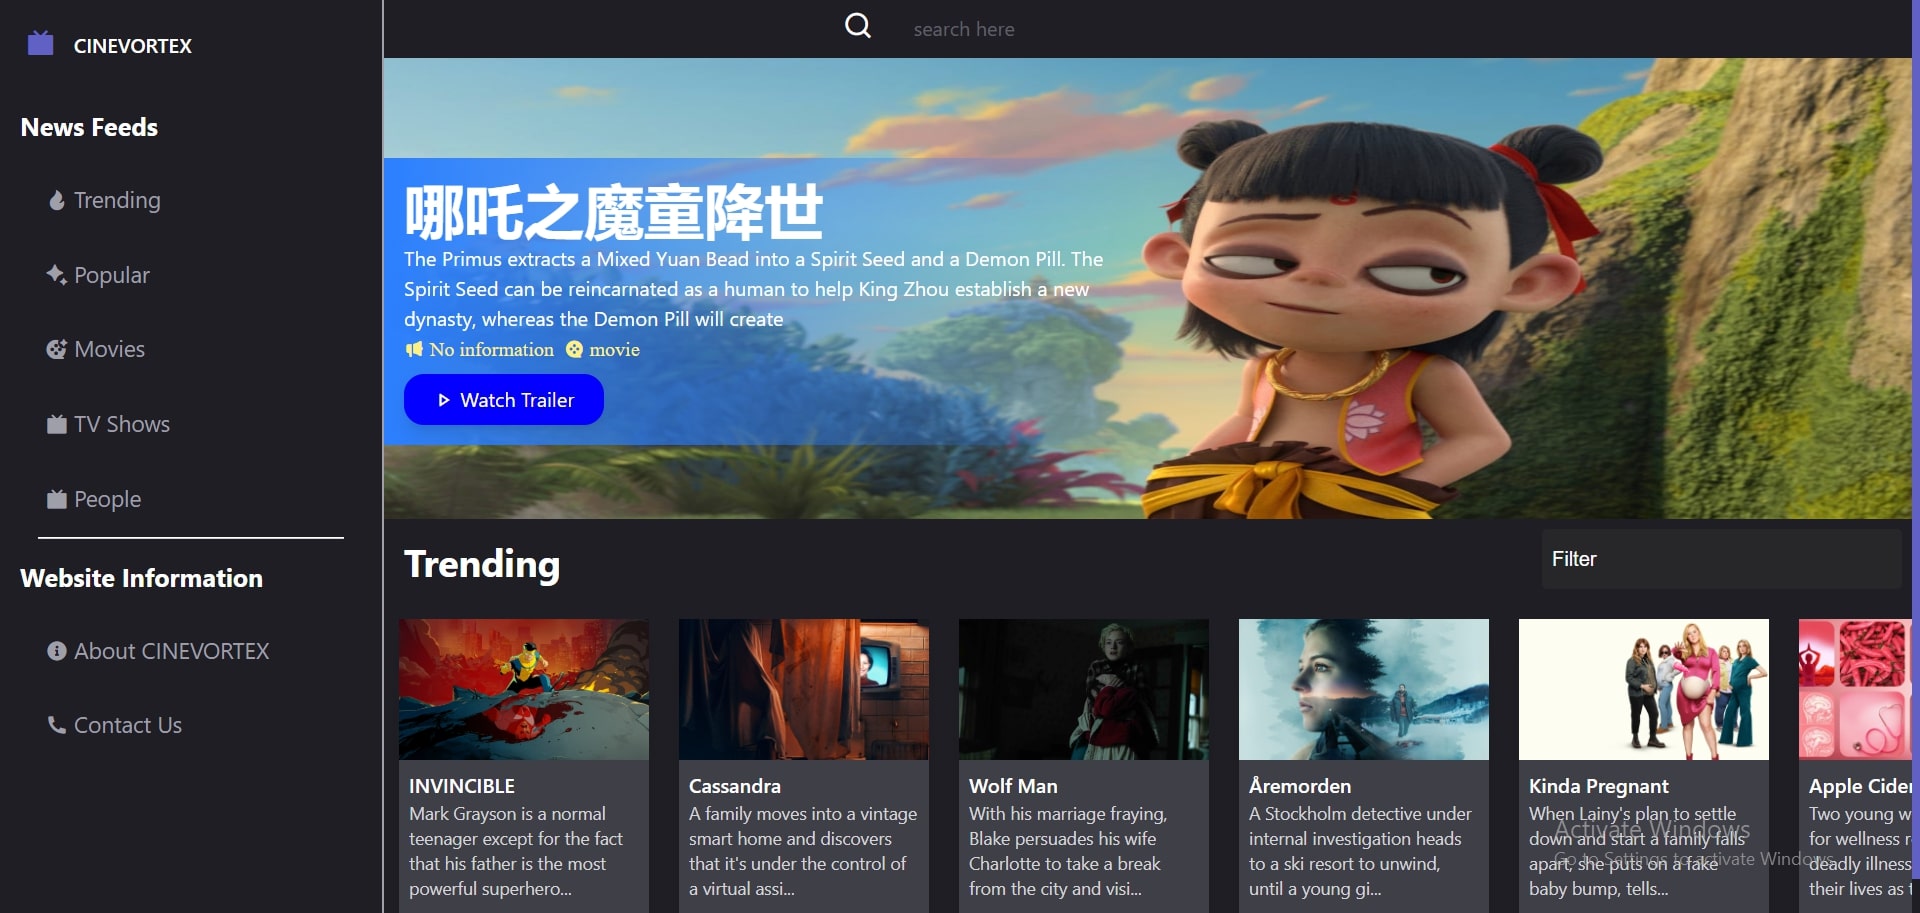 CINEVORTEX
search here
News Feeds
Trending
Popular
Movies
TV Shows
People
Website Information
About CINEVORTEX
Contact Us
哪吒之魔童降世
The Primus extracts a Mixed Yuan Bead into a Spirit Seed and a Demon Pill. The
Spirit Seed can be reincarnated as a human to help King Zhou establish a new
dynasty, whereas the Demon Pill will create
No information movie
Watch Trailer
Trending
Filter
INVINCIBLE
Mark Grayson is a normal
teenager except for the fact
that his father is the most
powerful superhero...
Cassandra
A family moves into a vintage
smart home and discovers
that it's under the control of
a virtual assi...
Wolf Man
With his marriage fraying,
Blake persuades his wife
Charlotte to take a break
from the city and visi...
Åremorden
A Stockholm detective under
internal investigation heads
to a ski resort to unwind,
until a young gi...
Kinda Pregnant
When Lainy's plan to settle
down and start a family falls
apart, she puts on a fake
baby bump, tells...
Apple Cider
Two young w
for wellness r
deadly illness
their lives as t
Activate Windows
Go to Settings to activate Windows.